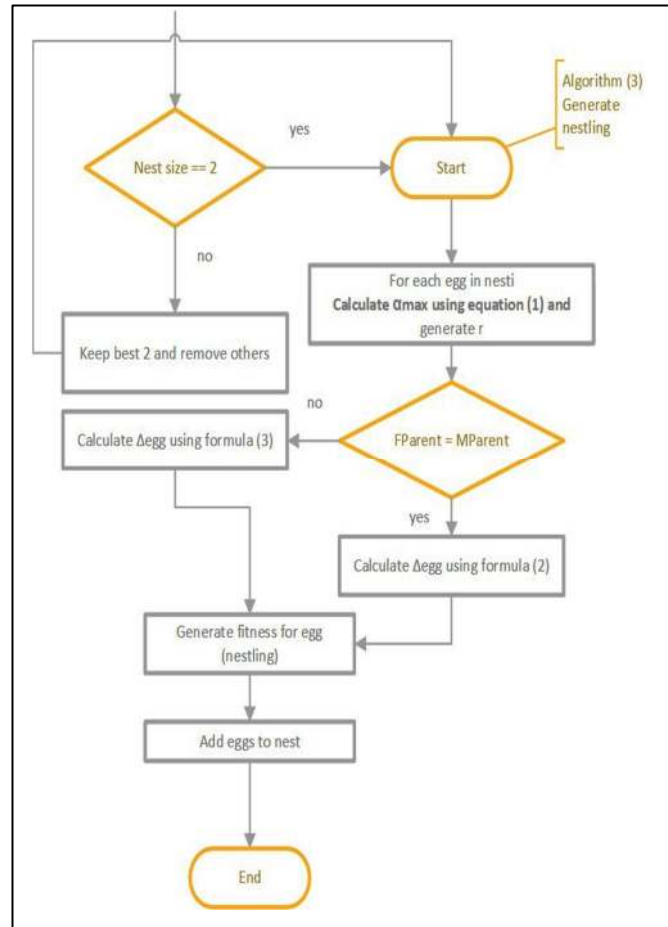 yes
Algorithm (3)
Generate
nestling
Nest size == 2
Start
no
For each egg in nesti
Calculate αmax using equation (1) and
generate r
Keep best 2 and remove others
no
Calculate Δegg using formula (3)
FParent = MParent
yes
Calculate Δegg using formula (2)
Generate fitness for egg
(nestling)
Add eggs to nest
End